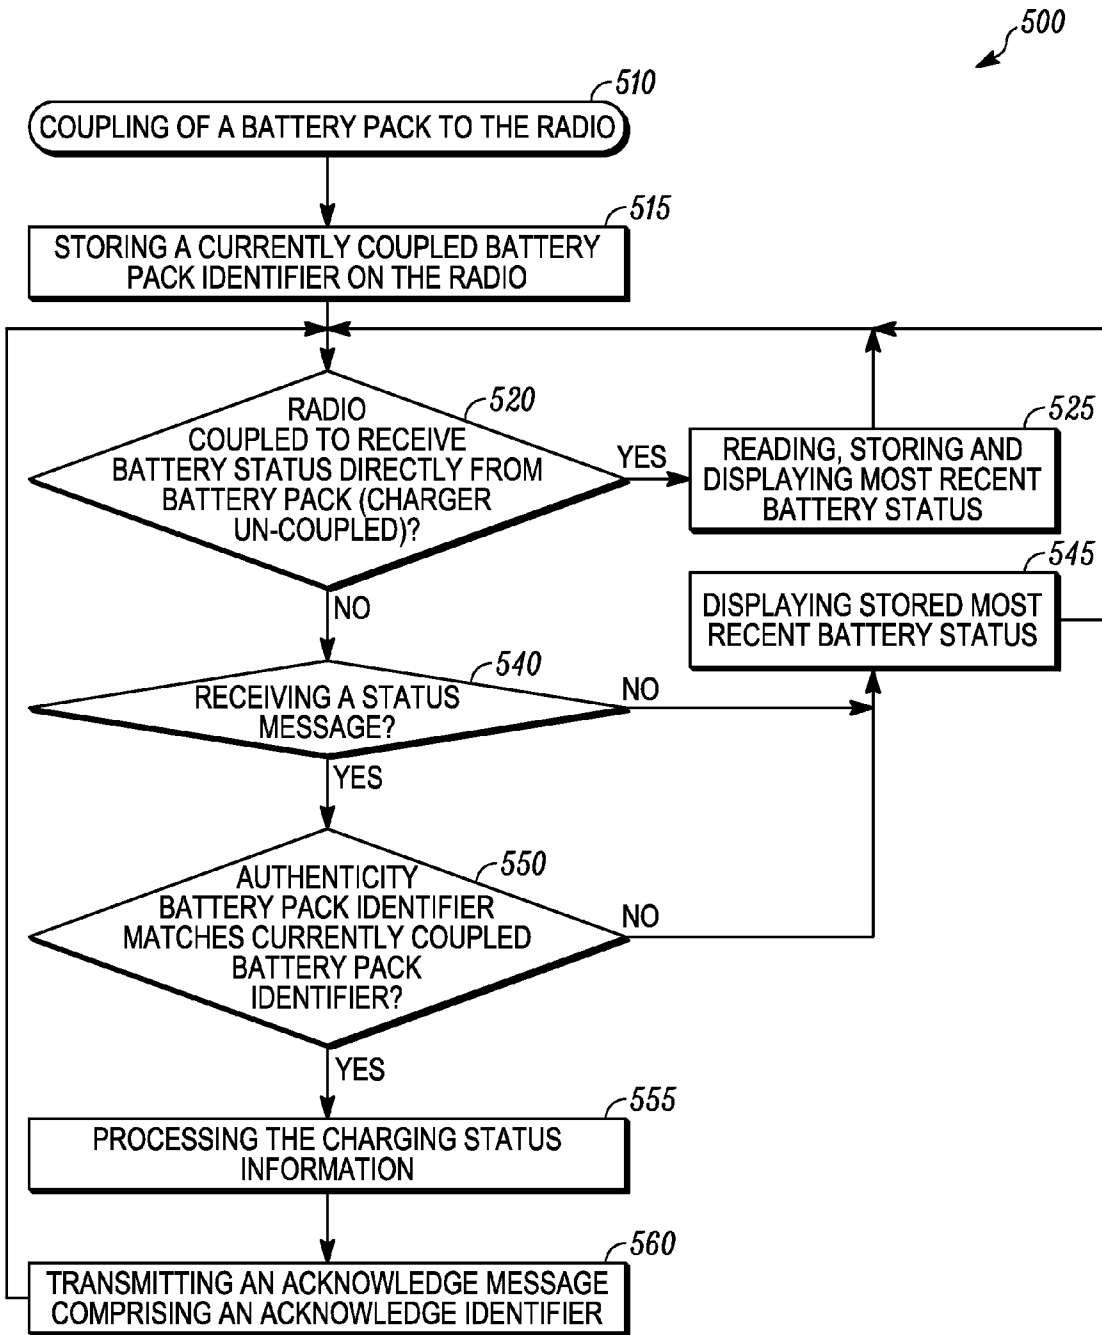 500
510
COUPLING OF A BATTERY PACK TO THE RADIO
515
STORING A CURRENTLY COUPLED BATTERY
PACK IDENTIFIER ON THE RADIO
520
RADIO
COUPLED TO RECEIVE
BATTERY STATUS DIRECTLY FROM
BATTERY PACK (CHARGER
UN-COUPLED)?
YES
525
READING, STORING AND
DISPLAYING MOST RECENT
BATTERY STATUS
NO
545
DISPLAYING STORED MOST
RECENT BATTERY STATUS
540
RECEIVING A STATUS
MESSAGE?
NO
YES
550
AUTHENTICITY
BATTERY PACK IDENTIFIER
MATCHES CURRENTLY COUPLED
BATTERY PACK
IDENTIFIER?
NO
YES
555
PROCESSING THE CHARGING STATUS
INFORMATION
560
TRANSMITTING AN ACKNOWLEDGE MESSAGE
COMPRISING AN ACKNOWLEDGE IDENTIFIER